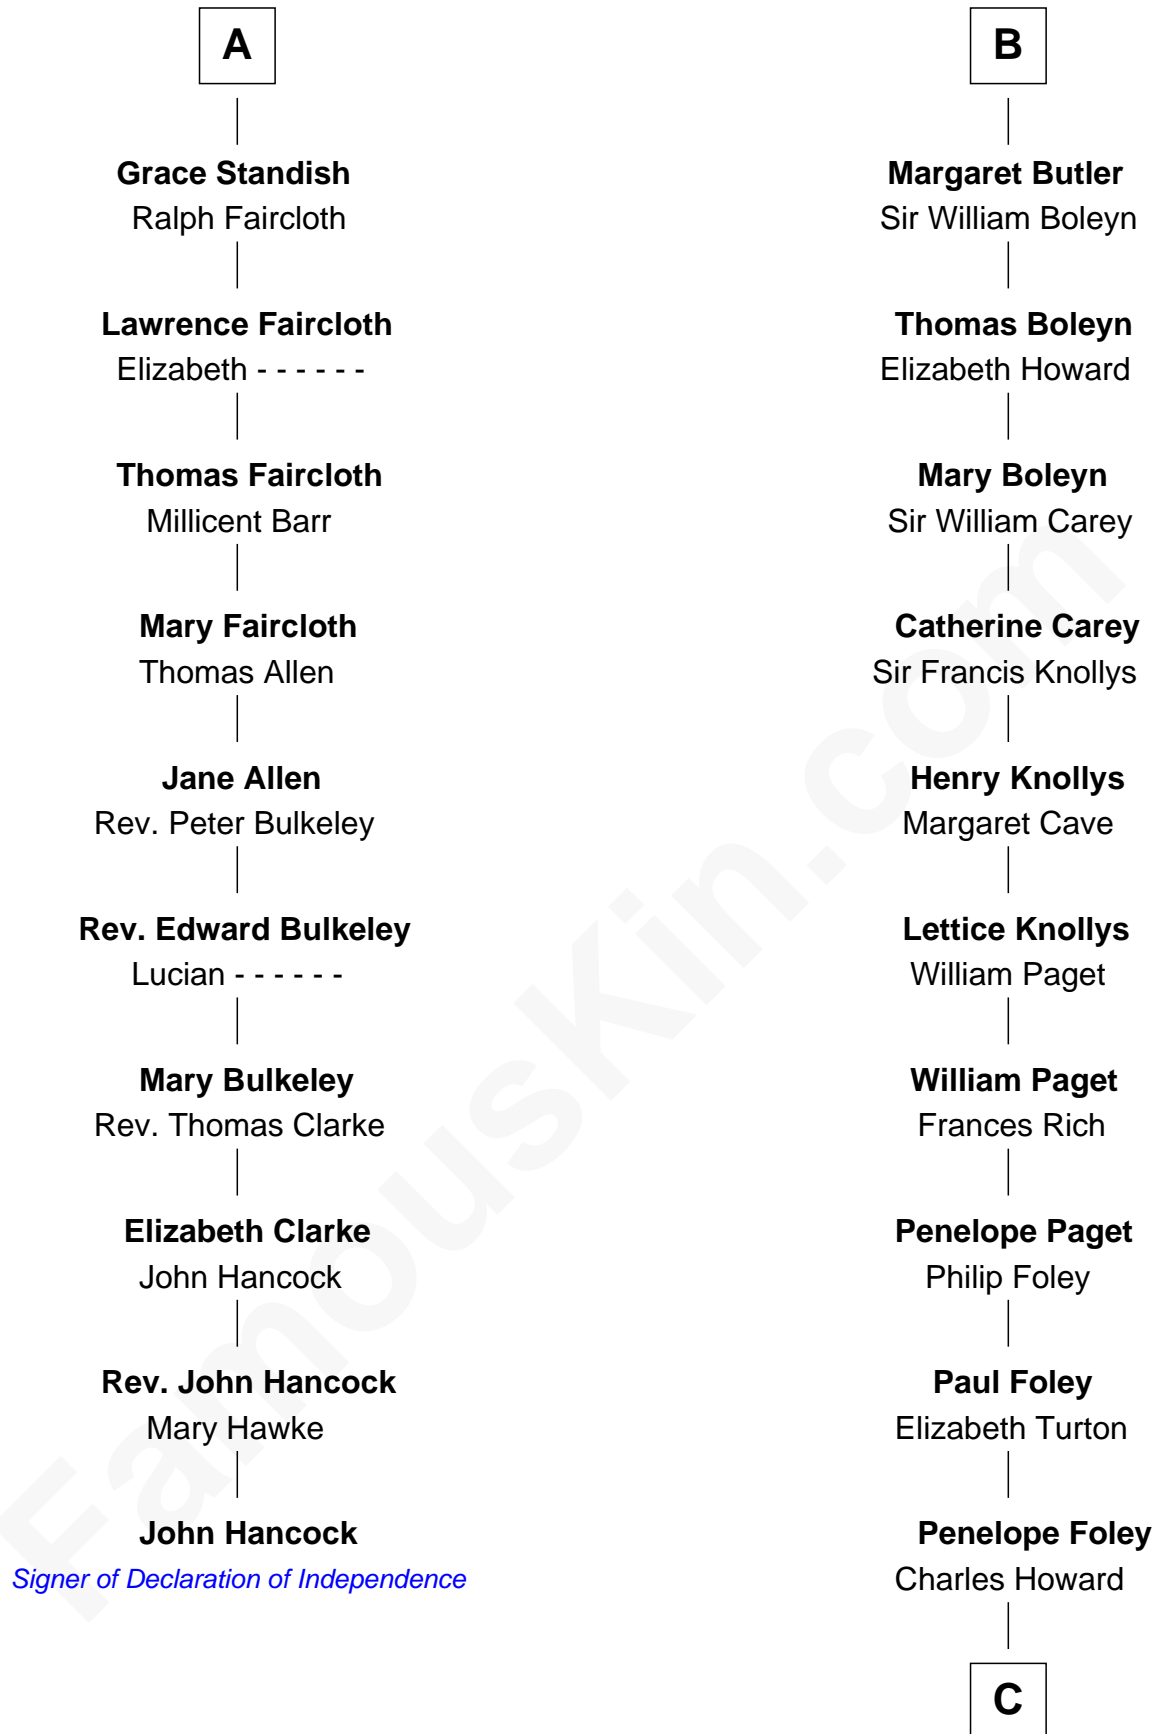 A
Grace Standish
Ralph Faircloth
Lawrence Faircloth
Elizabeth - - - - - -
Thomas Faircloth
Millicent Barr
Mary Faircloth
Thomas Allen
Jane Allen
Rev. Peter Bulkeley
Rev. Edward Bulkeley
Lucian - - - - - -
Mary Bulkeley
Rev. Thomas Clarke
Elizabeth Clarke
John Hancock
Rev. John Hancock
Mary Hawke
John Hancock
Signer of Declaration of Independence
B
Margaret Butler
Sir William Boleyn
Thomas Boleyn
Elizabeth Howard
Mary Boleyn
Sir William Carey
Catherine Carey
Sir Francis Knollys
Henry Knollys
Margaret Cave
Lettice Knollys
William Paget
William Paget
Frances Rich
Penelope Paget
Philip Foley
Paul Foley
Elizabeth Turton
Penelope Foley
Charles Howard
C
FamousKin.com